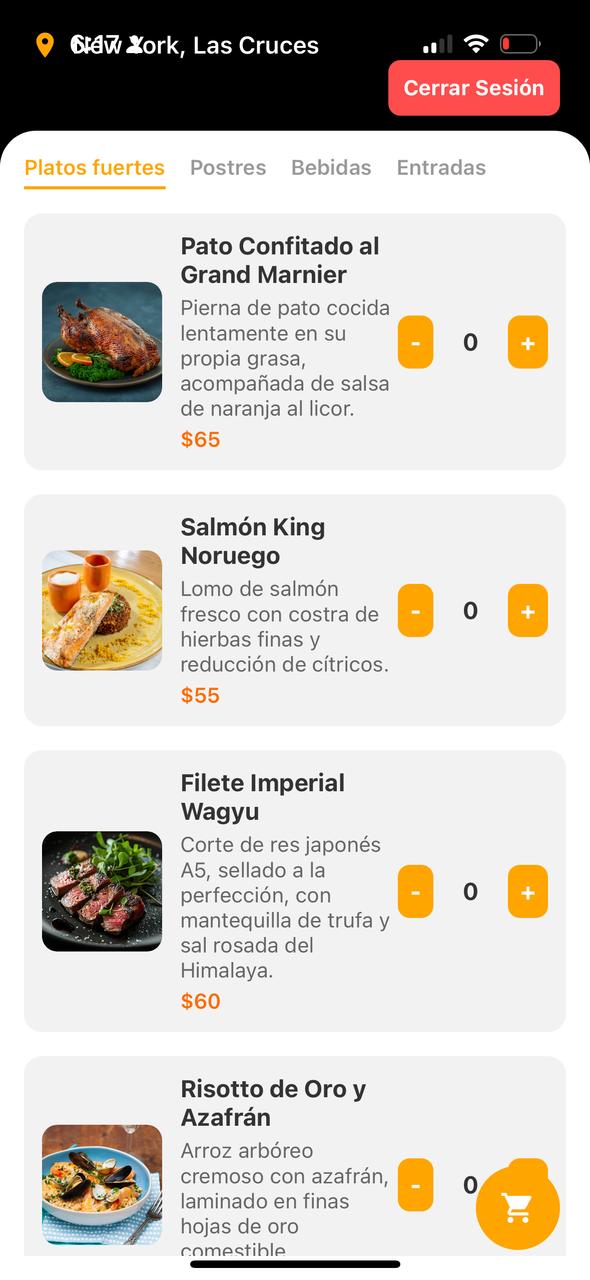 6:17
New York, Las Cruces
Cerrar Sesión
Platos fuertes Postres Bebidas Entradas
Pato Confitado al
Grand Marnier
Pierna de pato cocida
lentamente en su
propia grasa,
acompañada de salsa
de naranja al licor.
$65
- 0 +
Salmón King
Noruego
Lomo de salmón
fresco con costra de
hierbas finas y
reducción de cítricos.
$55
- 0 +
Filete Imperial
Wagyu
Corte de res japonés
A5, sellado a la
perfección, con
mantequilla de trufa y
sal rosada del
Himalaya.
$60
- 0 +
Risotto de Oro y
Azafrán
Arroz arbóreo
cremoso con azafrán,
laminado en finas
hojas de oro
comestible
- 0